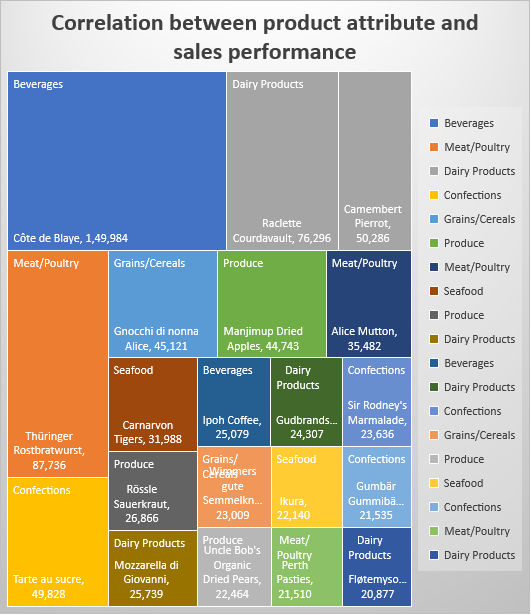 Correlation between product attribute and
sales performance
Beverages
Côte de Blaye, 1,49,984
Dairy Products
Raclette
Courdavault, 76,296
Camembert
Pierrot,
50,286
Meat/Poultry
Thüringer
Rostbratwurst,
87,736
Grains/Cereals
Gnocchi di nonna
Alice, 45,121
Produce
Manjimup Dried
Apples, 44,743
Meat/Poultry
Alice Mutton,
35,482
Seafood
Carnarvon
Tigers, 31,988
Beverages
Ipoh Coffee,
25,079
Dairy
Products
Gudbrands...
24,307
Confections
Sir Rodney's
Marmalade,
23,636
Produce
Rössle
Sauerkraut,
26,866
Grains/
Cereals
Wimmers
gute
Semmelkn...
23,009
Seafood
Ikura,
22,140
Confections
Gumbär
Gummibä...
21,535
Confections
Tarte au sucre,
49,828
Dairy Products
Mozzarella di
Giovanni,
25,739
Produce
Uncle Bob's
Organic
Dried Pears,
22,464
Meat/
Poultry
Perth
Pasties,
21,510
Dairy
Products
Fløtemyso...
20,877
Beverages
Meat/Poultry
Dairy Products
Confections
Grains/Cereals
Produce
Meat/Poultry
Seafood
Produce
Dairy Products
Beverages
Dairy Products
Confections
Grains/Cereals
Produce
Seafood
Confections
Meat/Poultry
Dairy Products